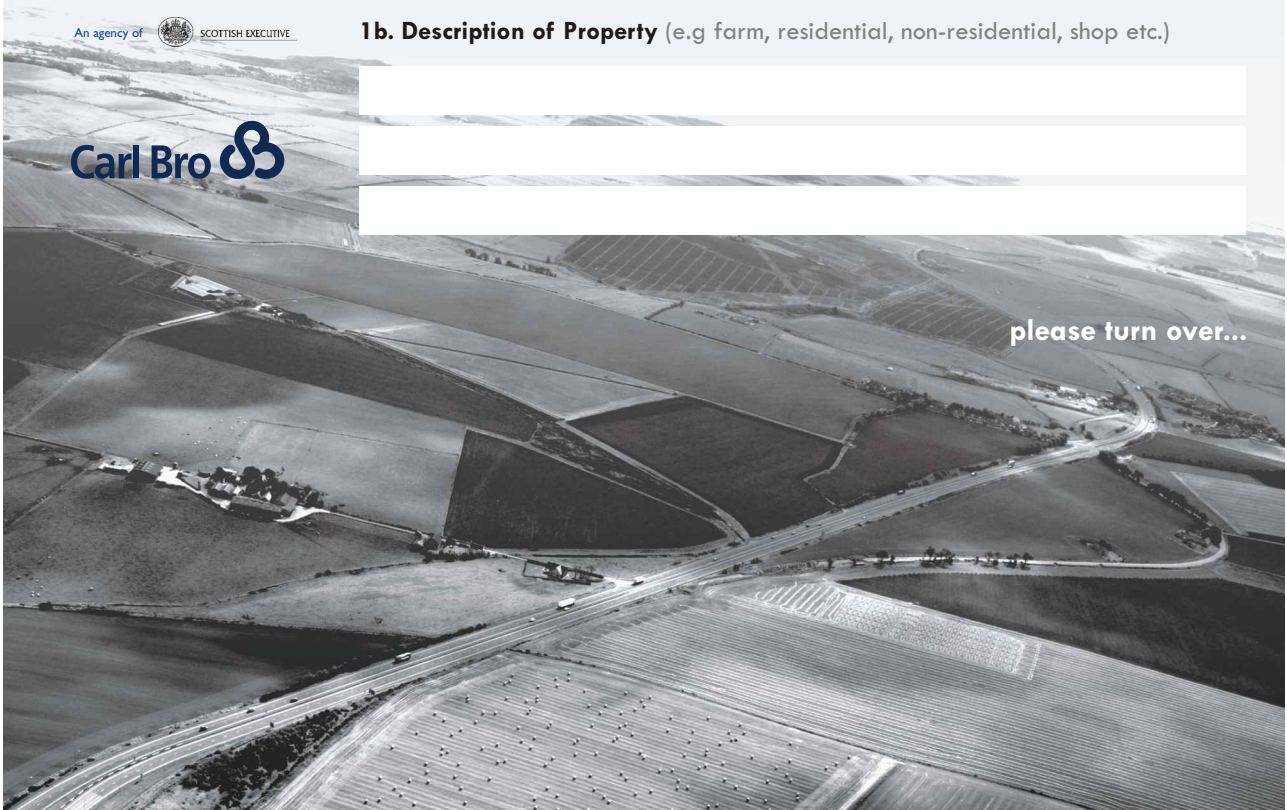 An agency of SCOTTISH EXECUTIVE
1b. Description of Property (e.g farm, residential, non-residential, shop etc.)
Carl Bro
please turn over...